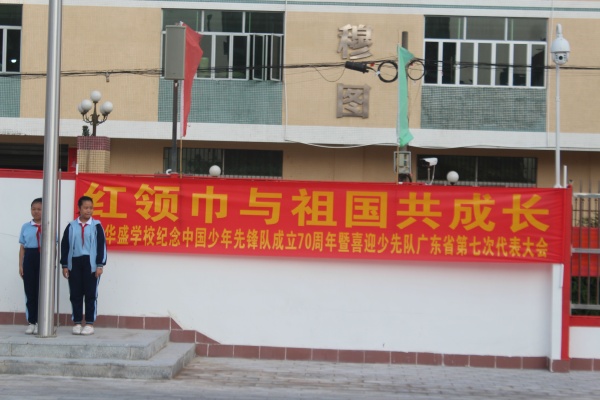 穆
图
红领巾与祖国共成长
华盛学校纪念中国少年先锋队成立70周年暨喜迎少先队广东省第七次代表大会